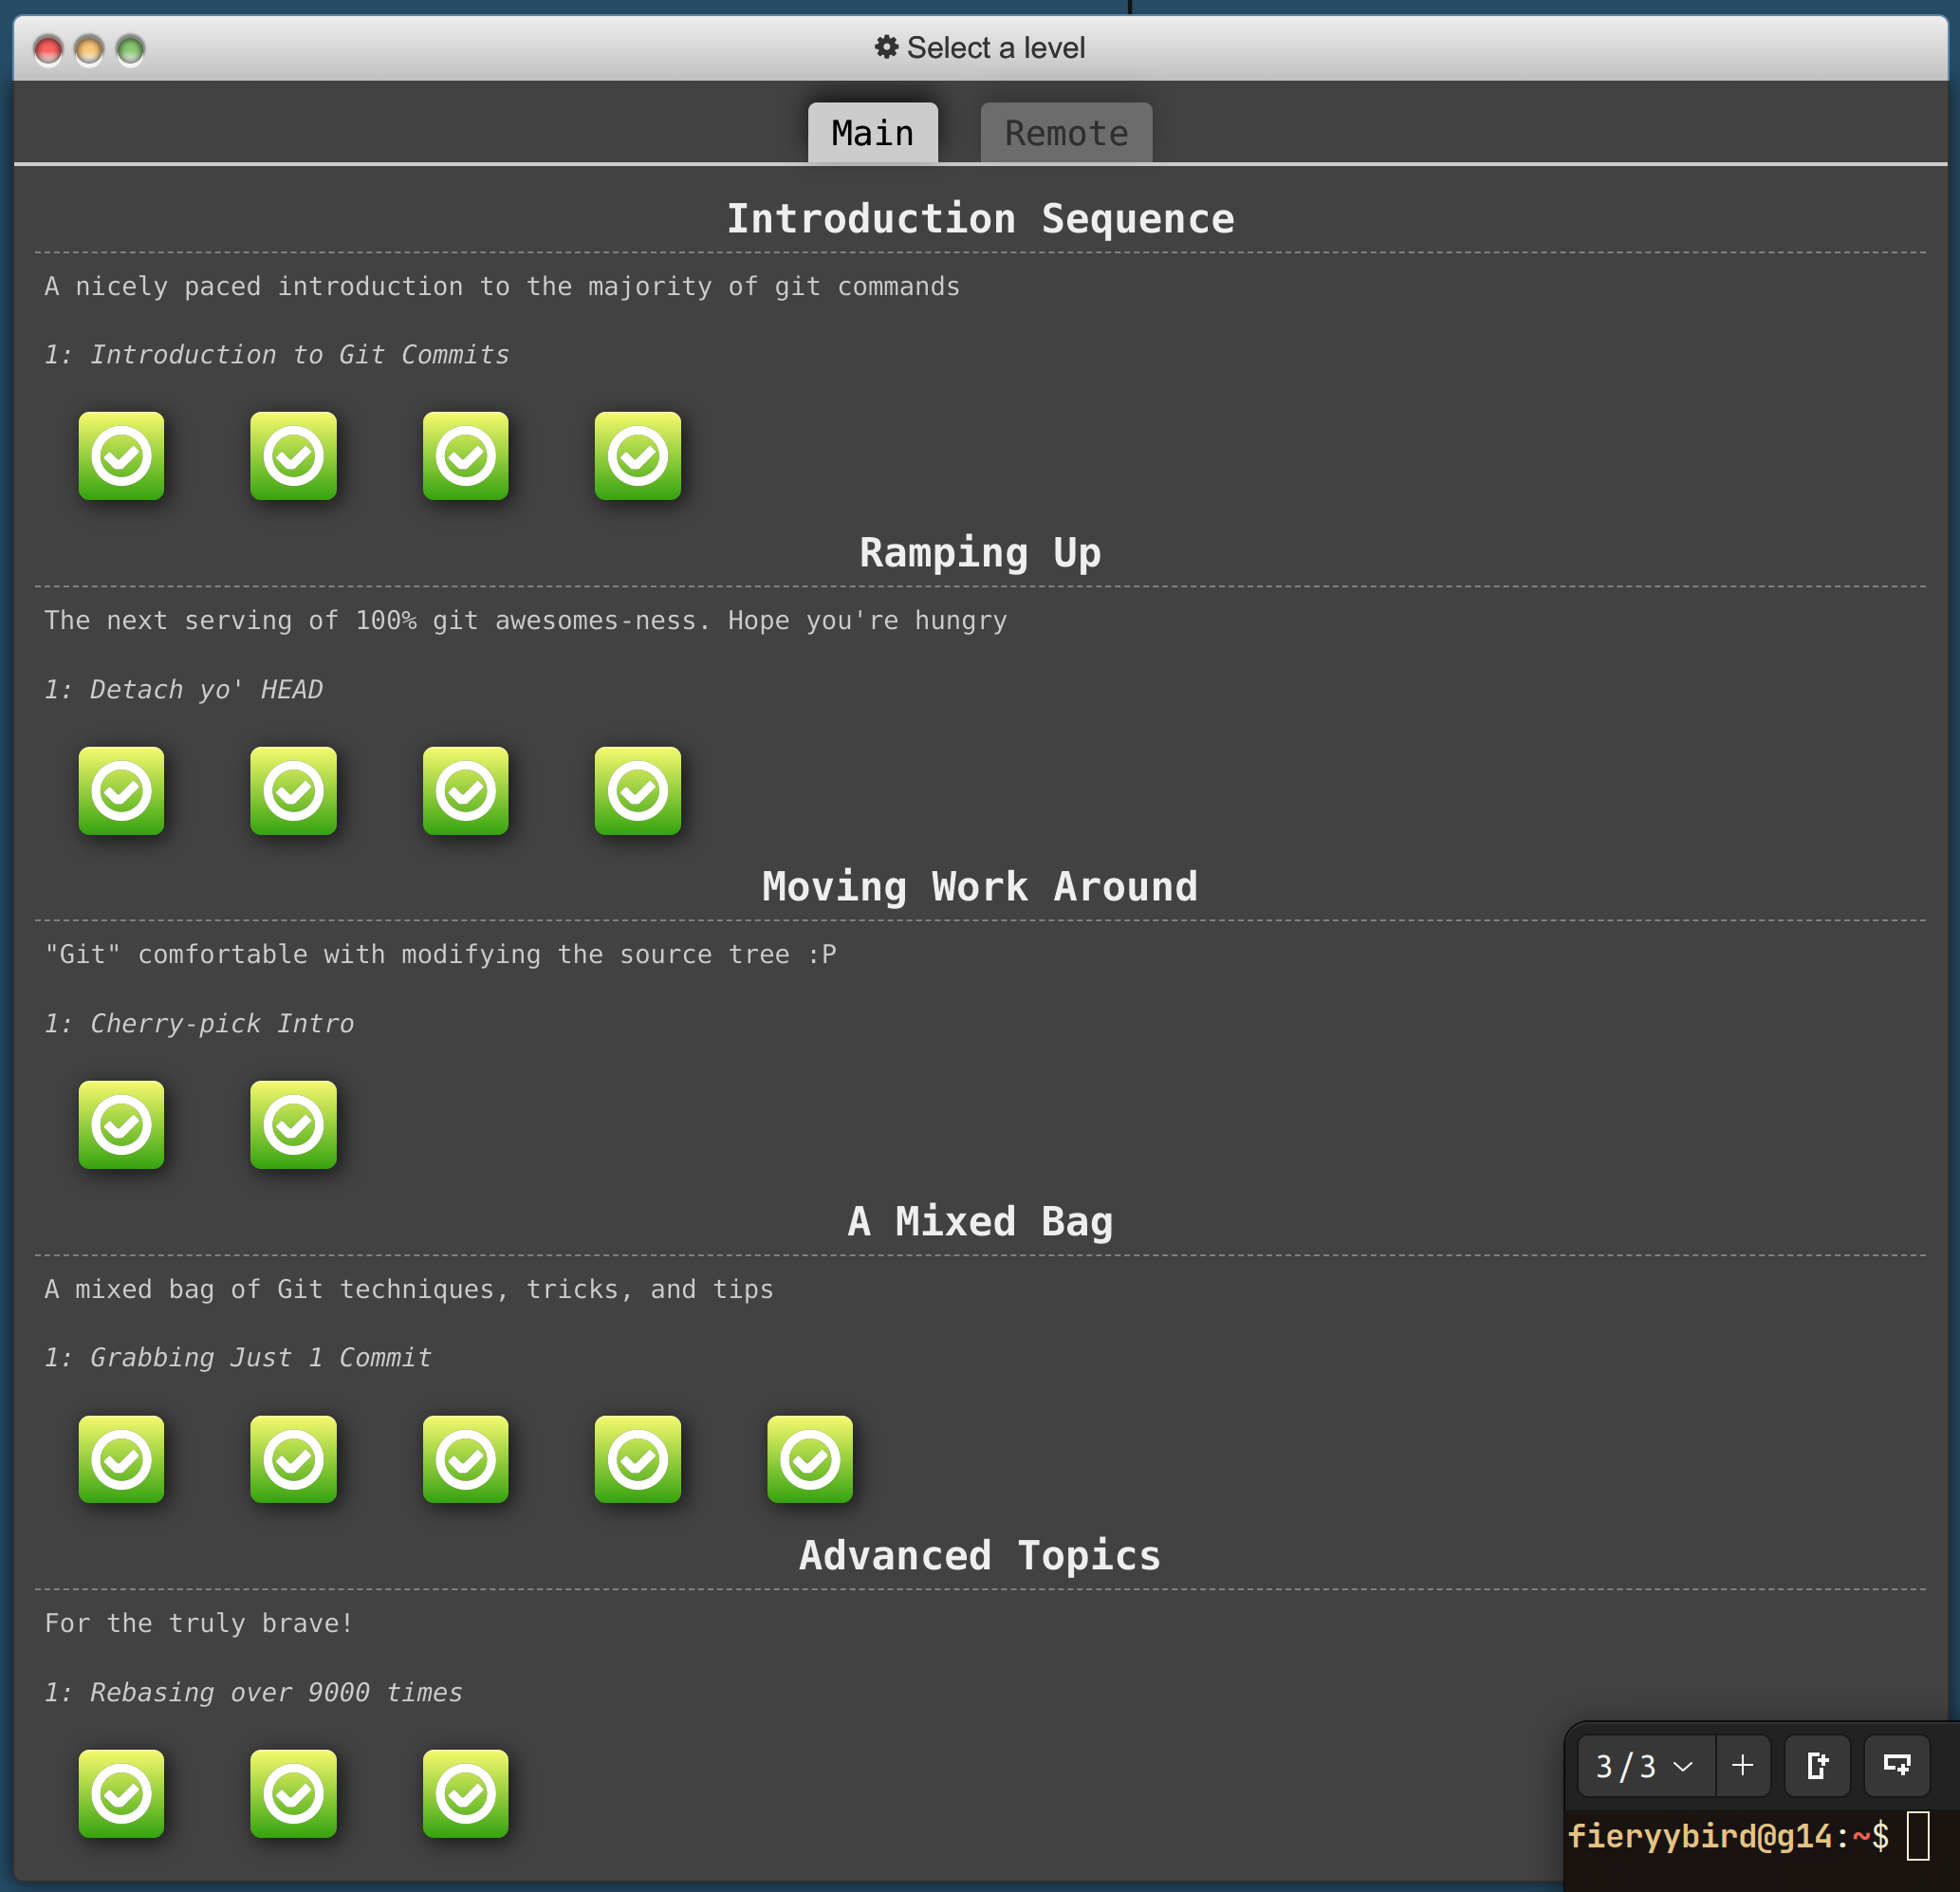 Select a level
Main
Remote
Introduction Sequence
A nicely paced introduction to the majority of git commands
1: Introduction to Git Commits
Ramping Up
The next serving of 100% git awesomes-ness. Hope you're hungry
1: Detach yo' HEAD
Moving Work Around
"Git" comfortable with modifying the source tree :P
1: Cherry-pick Intro
A Mixed Bag
A mixed bag of Git techniques, tricks, and tips
1: Grabbing Just 1 Commit
Advanced Topics
For the truly brave!
1: Rebasing over 9000 times
3/3
fieryybird@g14:~$